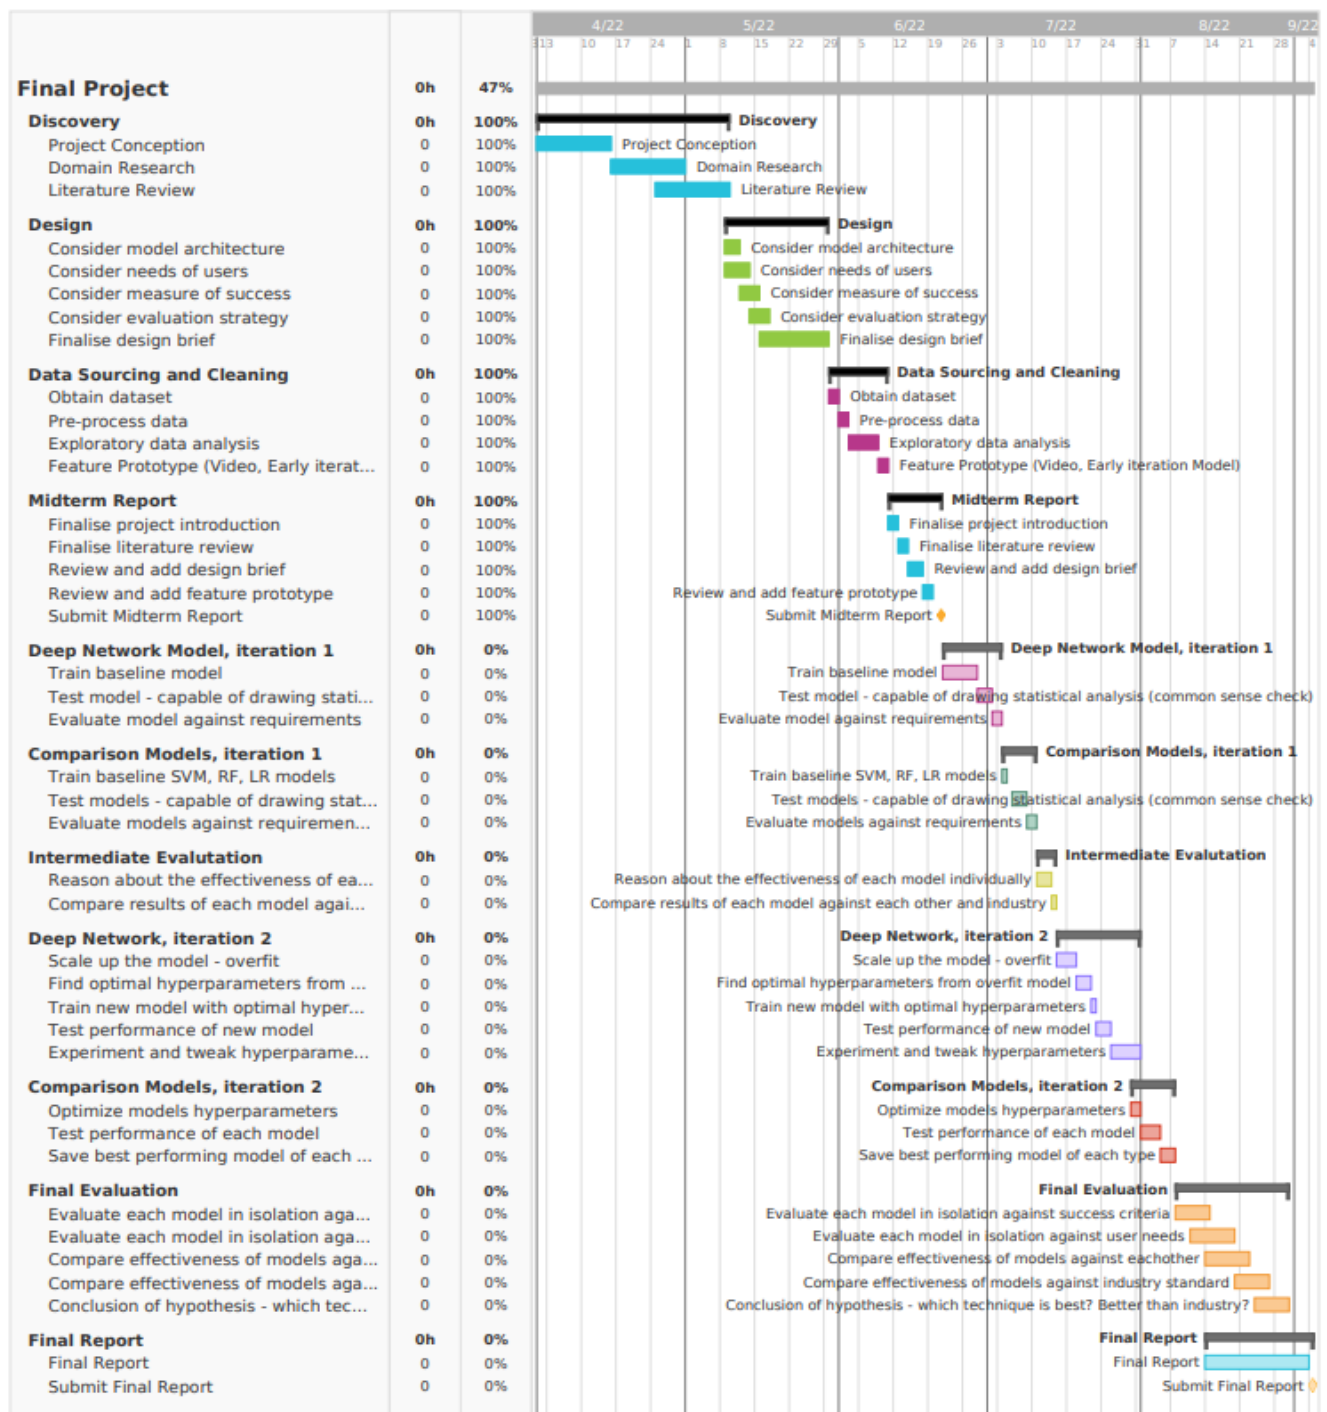 4/22 5/22 6/22 7/22 8/22 9/22
3 13 10 17 24 1 8 15 22 29 5 12 19 26 3 10 17 24 31 7 14 21 28 4
Final Project 0h 47%
Discovery 0h 100% Discovery
Project Conception 0 100% Project Conception
Domain Research 0 100% Domain Research
Literature Review 0 100% Literature Review
Design 0h 100% Design
Consider model architecture 0 100% Consider model architecture
Consider needs of users 0 100% Consider needs of users
Consider measure of success 0 100% Consider measure of success
Consider evaluation strategy 0 100% Consider evaluation strategy
Finalise design brief 0 100% Finalise design brief
Data Sourcing and Cleaning 0h 100% Data Sourcing and Cleaning
Obtain dataset 0 100% Obtain dataset
Pre-process data 0 100% Pre-process data
Exploratory data analysis 0 100% Exploratory data analysis
Feature Prototype (Video, Early iterat... 0 100% Feature Prototype (Video, Early iteration Model)
Midterm Report 0h 100% Midterm Report
Finalise project introduction 0 100% Finalise project introduction
Finalise literature review 0 100% Finalise literature review
Review and add design brief 0 100% Review and add design brief
Review and add feature prototype 0 100% Review and add feature prototype
Submit Midterm Report 0 100% Submit Midterm Report
Deep Network Model, iteration 1 0h 0% Deep Network Model, iteration 1
Train baseline model 0 0% Train baseline model
Test model - capable of drawing stati... 0 0% Test model - capable of drawing statistical analysis (common sense check)
Evaluate model against requirements 0 0% Evaluate model against requirements
Comparison Models, iteration 1 0h 0% Comparison Models, iteration 1
Train baseline SVM, RF, LR models 0 0% Train baseline SVM, RF, LR models
Test models - capable of drawing stat... 0 0% Test models - capable of drawing statistical analysis (common sense check)
Evaluate models against requiremen... 0 0% Evaluate models against requirements
Intermediate Evalutation 0h 0% Intermediate Evalutation
Reason about the effectiveness of ea... 0 0% Reason about the effectiveness of each model individually
Compare results of each model agai... 0 0% Compare results of each model against each other and industry
Deep Network, iteration 2 0h 0% Deep Network, iteration 2
Scale up the model - overfit 0 0% Scale up the model - overfit
Find optimal hyperparameters from ... 0 0% Find optimal hyperparameters from overfit model
Train new model with optimal hyper... 0 0% Train new model with optimal hyperparameters
Test performance of new model 0 0% Test performance of new model
Experiment and tweak hyperparame... 0 0% Experiment and tweak hyperparameters
Comparison Models, iteration 2 0h 0% Comparison Models, iteration 2
Optimize models hyperparameters 0 0% Optimize models hyperparameters
Test performance of each model 0 0% Test performance of each model
Save best performing model of each ... 0 0% Save best performing model of each type
Final Evaluation 0h 0% Final Evaluation
Evaluate each model in isolation aga... 0 0% Evaluate each model in isolation against success criteria
Evaluate each model in isolation aga... 0 0% Evaluate each model in isolation against user needs
Compare effectiveness of models aga... 0 0% Compare effectiveness of models against eachother
Compare effectiveness of models aga... 0 0% Compare effectiveness of models against industry standard
Conclusion of hypothesis - which tec... 0 0% Conclusion of hypothesis - which technique is best? Better than industry?
Final Report 0h 0% Final Report
Final Report 0 0% Final Report
Submit Final Report 0 0% Submit Final Report